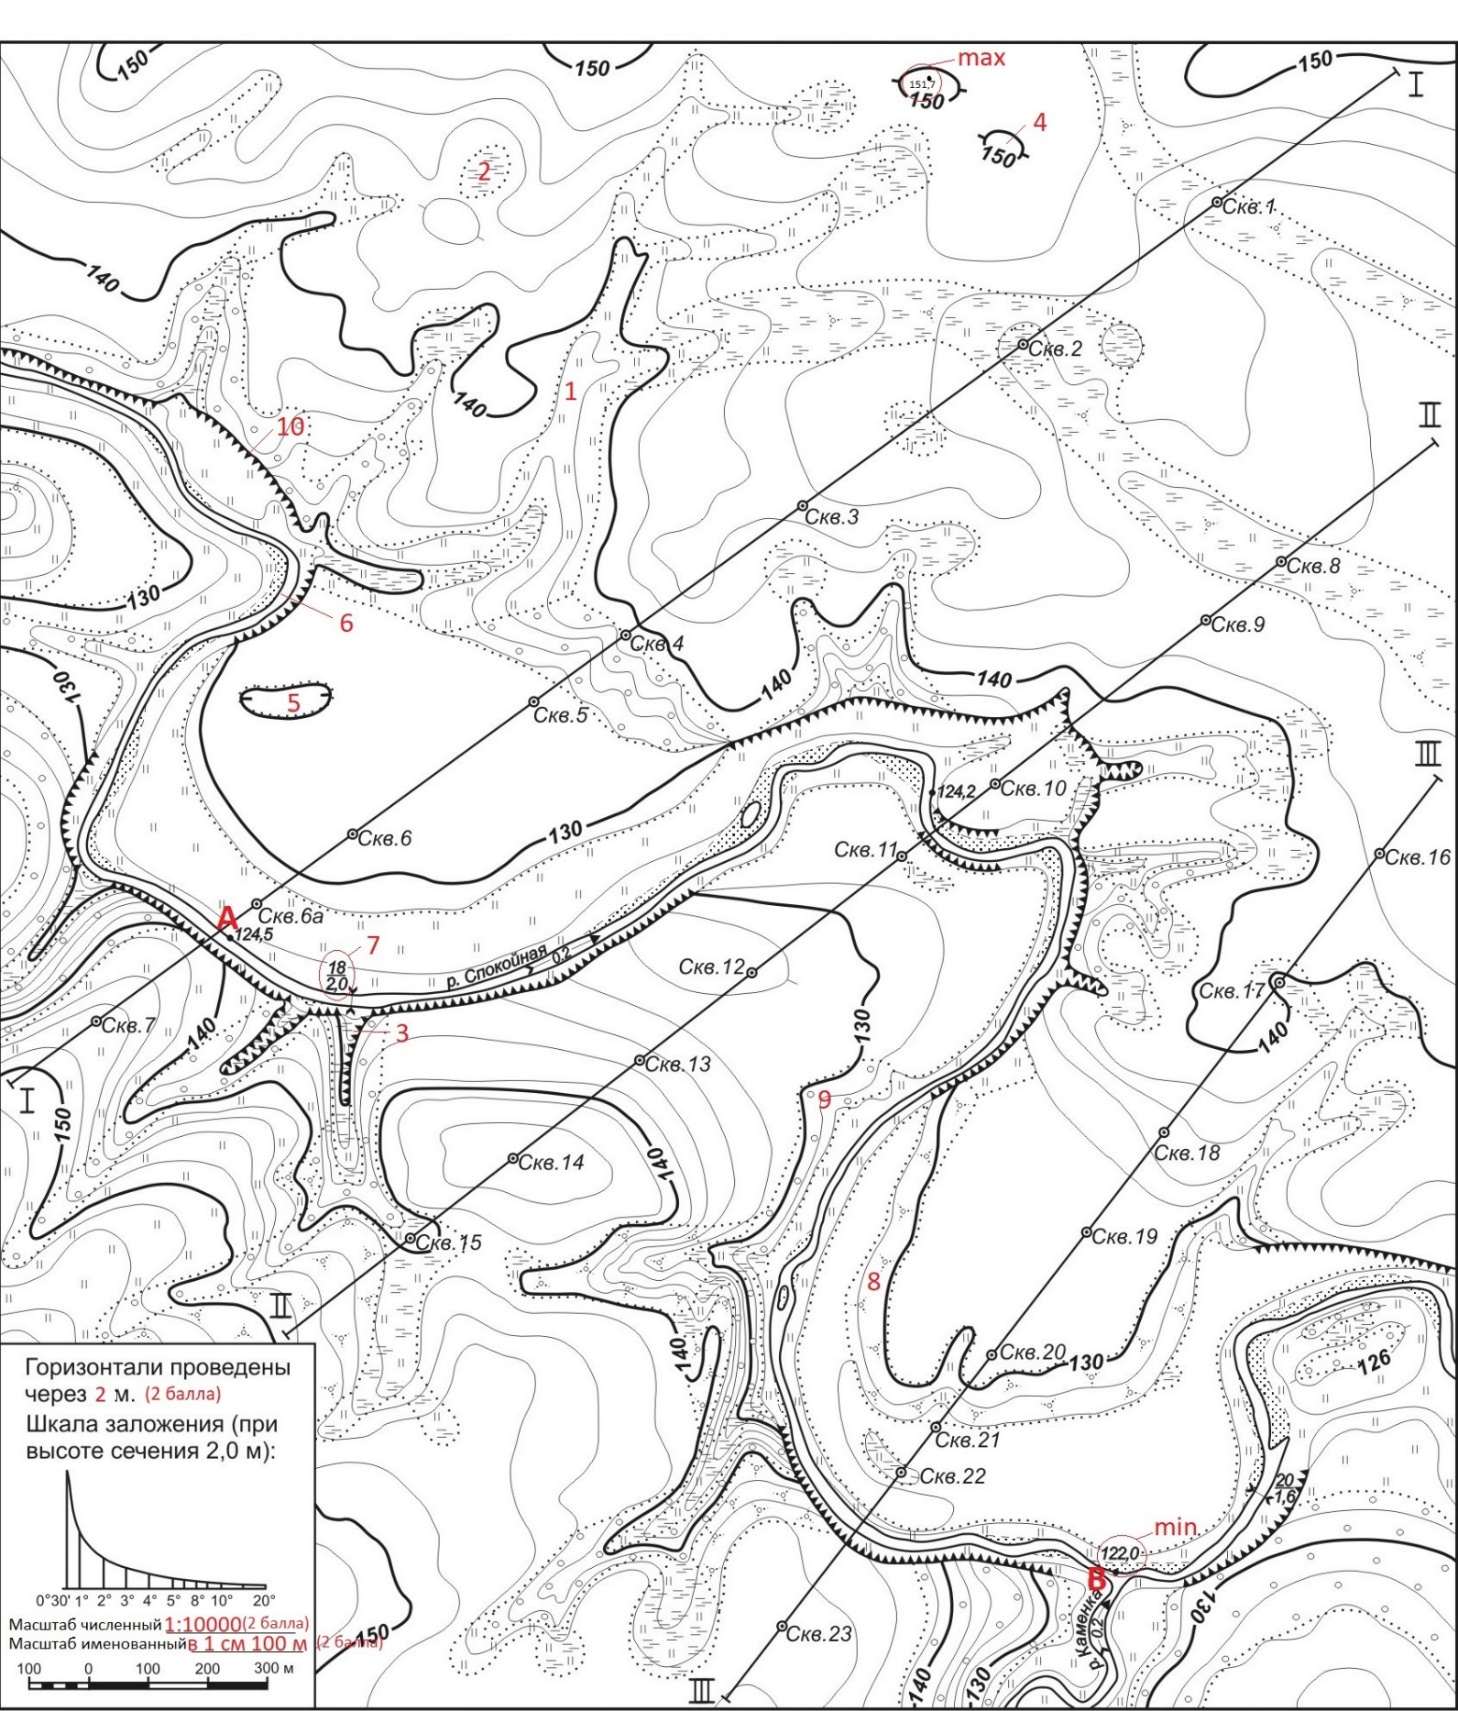 150
150
max
151,7
150
150
I
4
150
2
Скв.1
140
Скв.2
1
140
II
10
Скв.3
Скв.8
130
6
Скв.9
Скв.4
130
5
140
140
Скв.5
III
124,2
Скв.10
130
Скв.6
Скв.11
Скв.16
A
Скв.6а
124,5
7
р. Спокойная
0,2
18
2,0
Скв.12
Скв.17
Скв.7
140
3
130
140
I
150
Скв.13
9
Скв.14
140
Скв.18
Скв.15
Скв.19
II
8
140
Скв.20
130
126
Горизонтали проведены
через 2 м. (2 балла)
Шкала заложения (при
высоте сечения 2,0 м):
0°30' 1° 2° 3° 4° 5° 8° 10° 20°
Масштаб численный 1:10000(2 балла)
Масштаб именованный в 1 см 100 м (2 балла)
100 0 100 200 300 м
Скв.21
Скв.22
20
1,6
min
122,0
B
130
150
Скв.23
р. Каменка
0,2
III
140
130